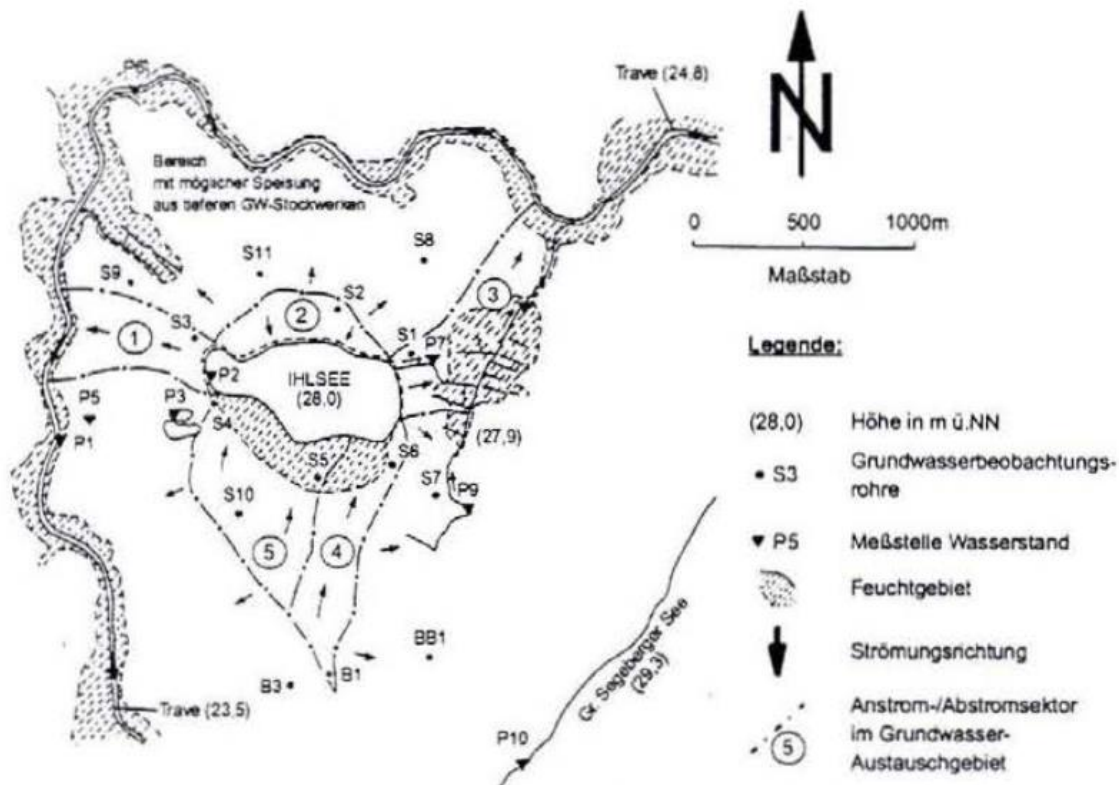 P6
Trave (24,8)
N
Bereich
mit möglicher Speisung
aus tieferen GW-Stockwerken
0 500 1000m
Maßstab
S8
S11
S9
S2
3
2
S3
1
S1
P7
Legende:
IHLSEE
(28,0)
P2
P3
P5
S4
P1
(27,9)
(28,0) Höhe in m ü.NN
S6
S5
• S3 Grundwasserbeobachtungs-
rohre
S7
P9
S10
5
4
P5 Meßstelle Wasserstand
Feuchtgebiet
BB1
B1
B3
Strömungsrichtung
Gr. Segeberger See
(29,3)
Trave (23,5)
P10
5
Anstrom-/Abstromsektor
im Grundwasser-
Austauschgebiet